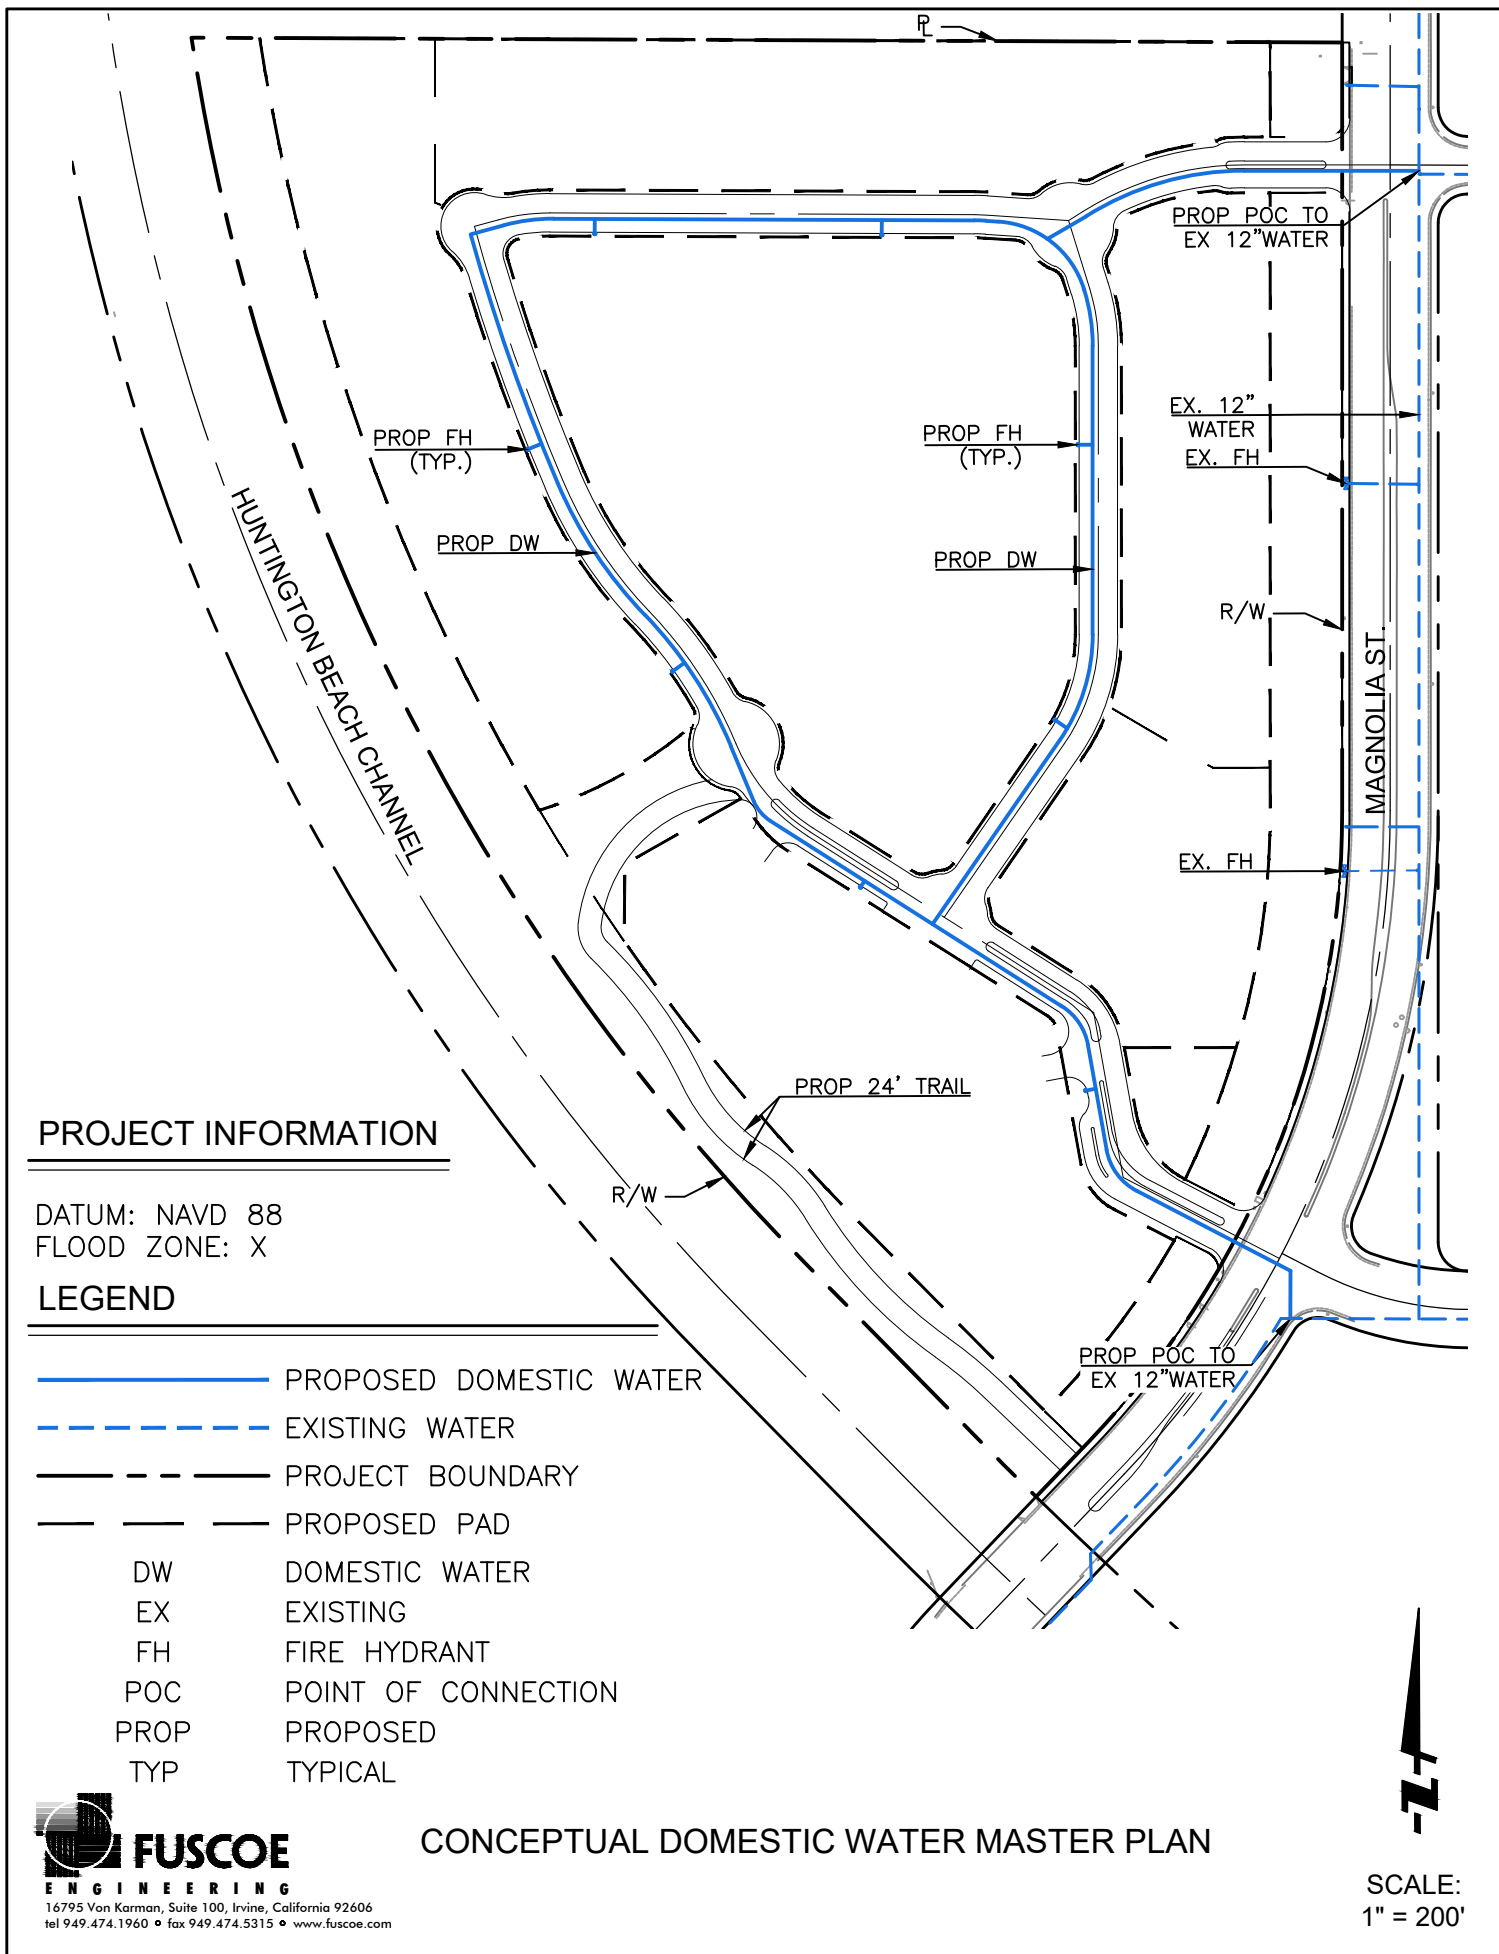 PL
PROP POC TO
EX 12"WATER
EX. 12"
WATER
EX. FH
PROP FH
(TYP.)
PROP FH
(TYP.)
PROP DW
PROP DW
R/W
HUNTINGTON BEACH CHANNEL
MAGNOLIA ST.
EX. FH
PROP 24' TRAIL
R/W
PROP POC TO
EX 12"WATER
PROJECT INFORMATION
DATUM: NAVD 88
FLOOD ZONE: X
LEGEND
PROPOSED DOMESTIC WATER
EXISTING WATER
PROJECT BOUNDARY
PROPOSED PAD
DW DOMESTIC WATER
EX EXISTING
FH FIRE HYDRANT
POC POINT OF CONNECTION
PROP PROPOSED
TYP TYPICAL
FUSCOE
ENGINEERING
16795 Von Karman, Suite 100, Irvine, California 92606
tel 949.474.1960 • fax 949.474.5315 • www.fuscoe.com
CONCEPTUAL DOMESTIC WATER MASTER PLAN
N
SCALE:
1" = 200'